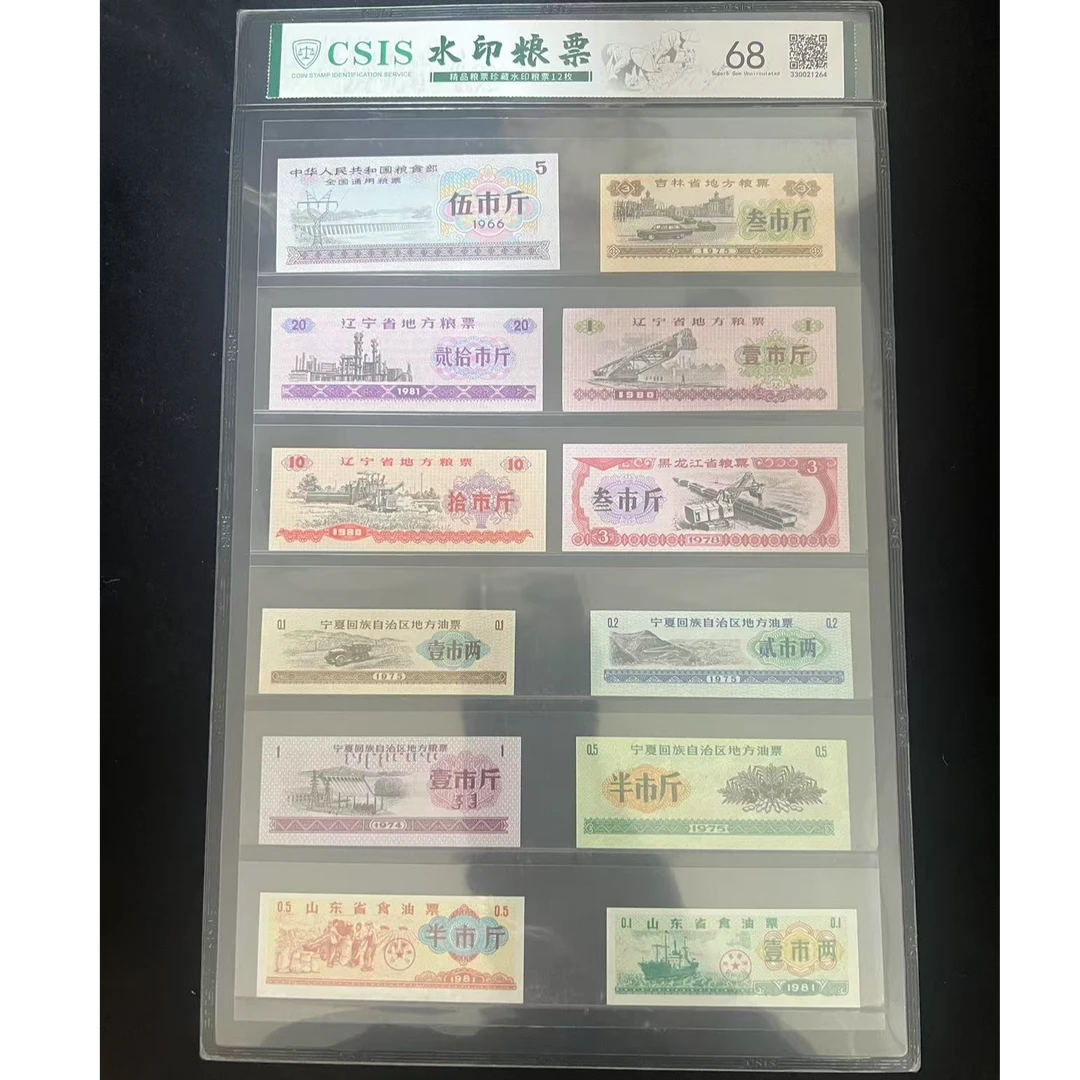 CSIS 水印粮票
COIN STAMP IDENTIFICATION SERVICE
精品粮票珍藏水印粮票12枚
68
Superb Gem Uncirculated
330021264
中华人民共和国粮食部 5
全国通用粮票
伍市斤
1966
3 吉林省地方粮票 3
叁市斤
1975
20 辽宁省地方粮票 20
贰拾市斤
1981
1 辽宁省地方粮票 1
壹市斤
1980
10 辽宁省地方粮票 10
拾市斤
1980
黑龙江省粮票 3
叁市斤
3 1978
0.1 宁夏回族自治区地方油票 0.1
壹市两
1975
0.2 宁夏回族自治区地方油票 0.2
贰市两
1975
1 宁夏回族自治区地方粮票 1
壹市斤
1974
0.5 宁夏回族自治区地方油票 0.5
半市斤
1975
0.5 山东省食油票 0.5
半市斤
1981
0.1 山东省食油票 0.1
壹市两
1981
CSIS